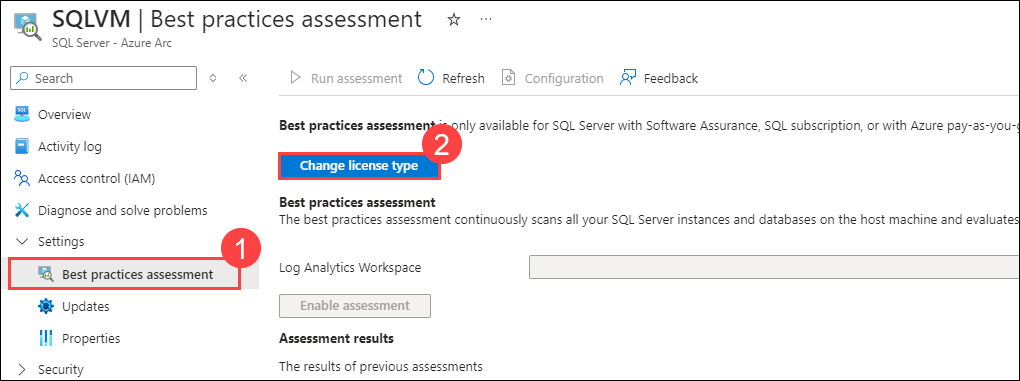 SQLVM | Best practices assessment
SQL Server - Azure Arc
Search
Overview
Activity log
Access control (IAM)
Diagnose and solve problems
Settings
1
Best practices assessment
Updates
Properties
Security
Run assessment
Refresh
Configuration
Feedback
Best practices assessment is only available for SQL Server with Software Assurance, SQL subscription, or with Azure pay-as-you-g
2
Change license type
Best practices assessment
The best practices assessment continuously scans all your SQL Server instances and databases on the host machine and evaluates
Log Analytics Workspace
Enable assessment
Assessment results
The results of previous assessments